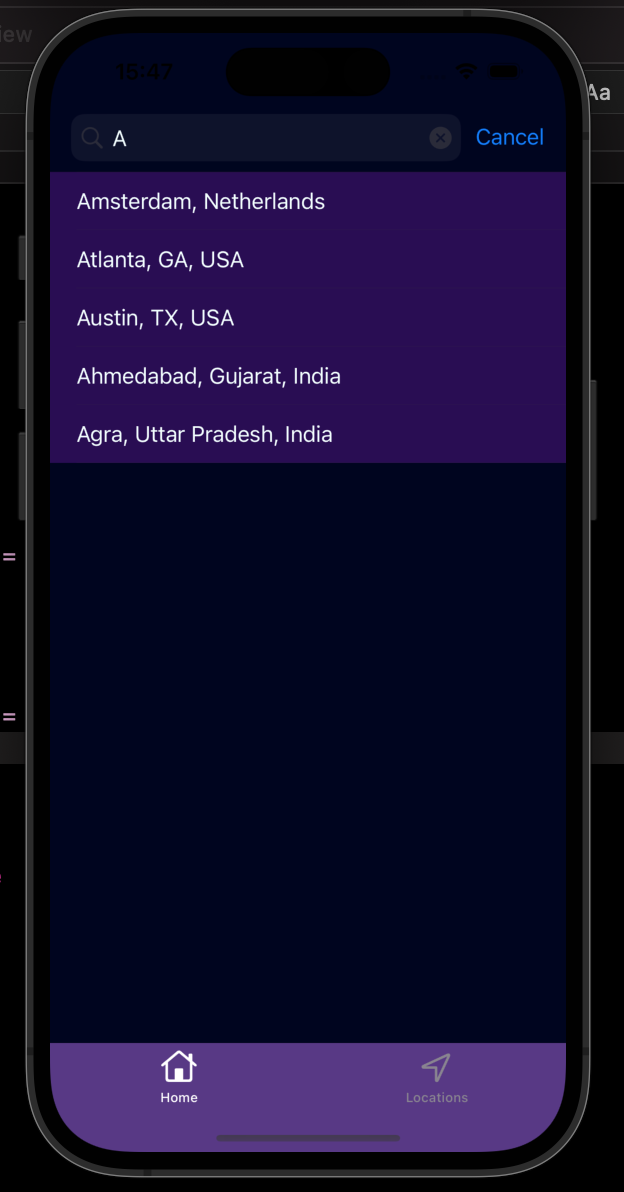 iew
15:47
Aa
A
Cancel
Amsterdam, Netherlands
Atlanta, GA, USA
Austin, TX, USA
Ahmedabad, Gujarat, India
Agra, Uttar Pradesh, India
=
=
Home
Locations